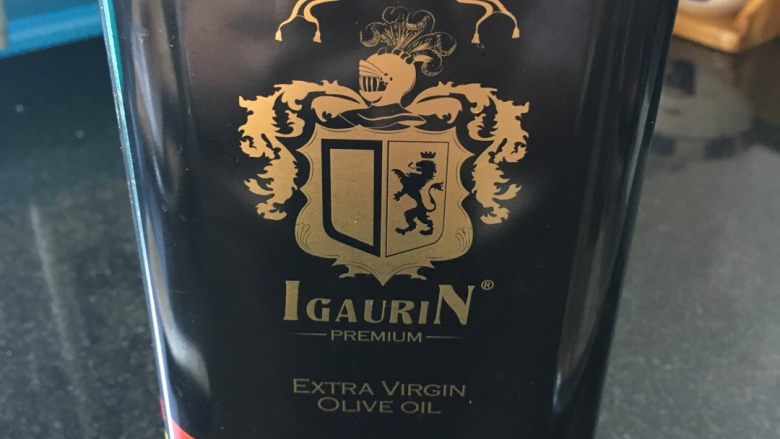 IGAURIN®
PREMIUM
EXTRA VIRGIN
OLIVE OIL